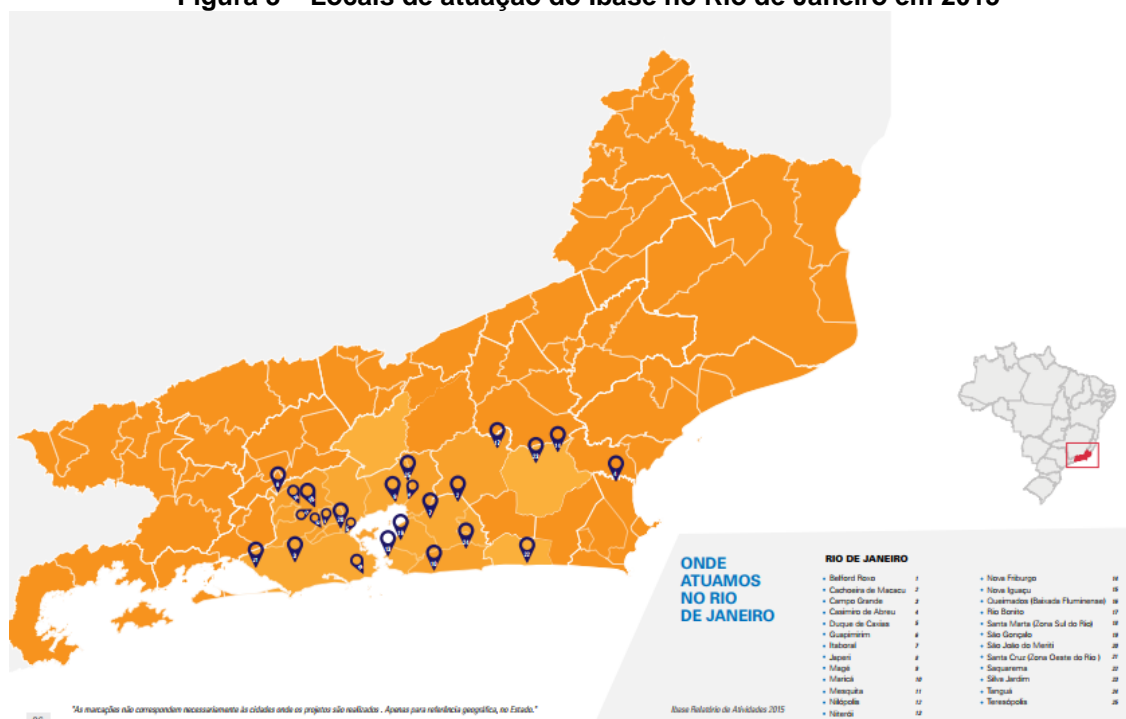 Figura 3 – Locais de atuação do Ibase no Rio de Janeiro em 2015
ONDE
ATUAMOS
NO RIO
DE JANEIRO
RIO DE JANEIRO
• Belford Roxo 1
• Cachoeira de Macacu 2
• Campo Grande 3
• Casimiro de Abreu 4
• Duque de Caxias 5
• Guapimirim 6
• Itaboraí 7
• Japeri 8
• Magé 9
• Maricá 10
• Mesquita 11
• Nilópolis 12
• Niterói 13
• Nova Friburgo 14
• Nova Iguaçu 15
• Queimados (Baixada Fluminense) 16
• Rio Bonito 17
• Santa Marta (Zona Sul do Rio) 18
• São Gonçalo 19
• São João do Meriti 20
• Santa Cruz (Zona Oeste do Rio ) 21
• Saquarema 22
• Silva Jardim 23
• Tanguá 24
• Teresópolis 25
"As marcações não correspondem necessariamente às cidades onde os projetos são realizados . Apenas para referência geográfica, no Estado."
Ibase Relatório de Atividades 2015